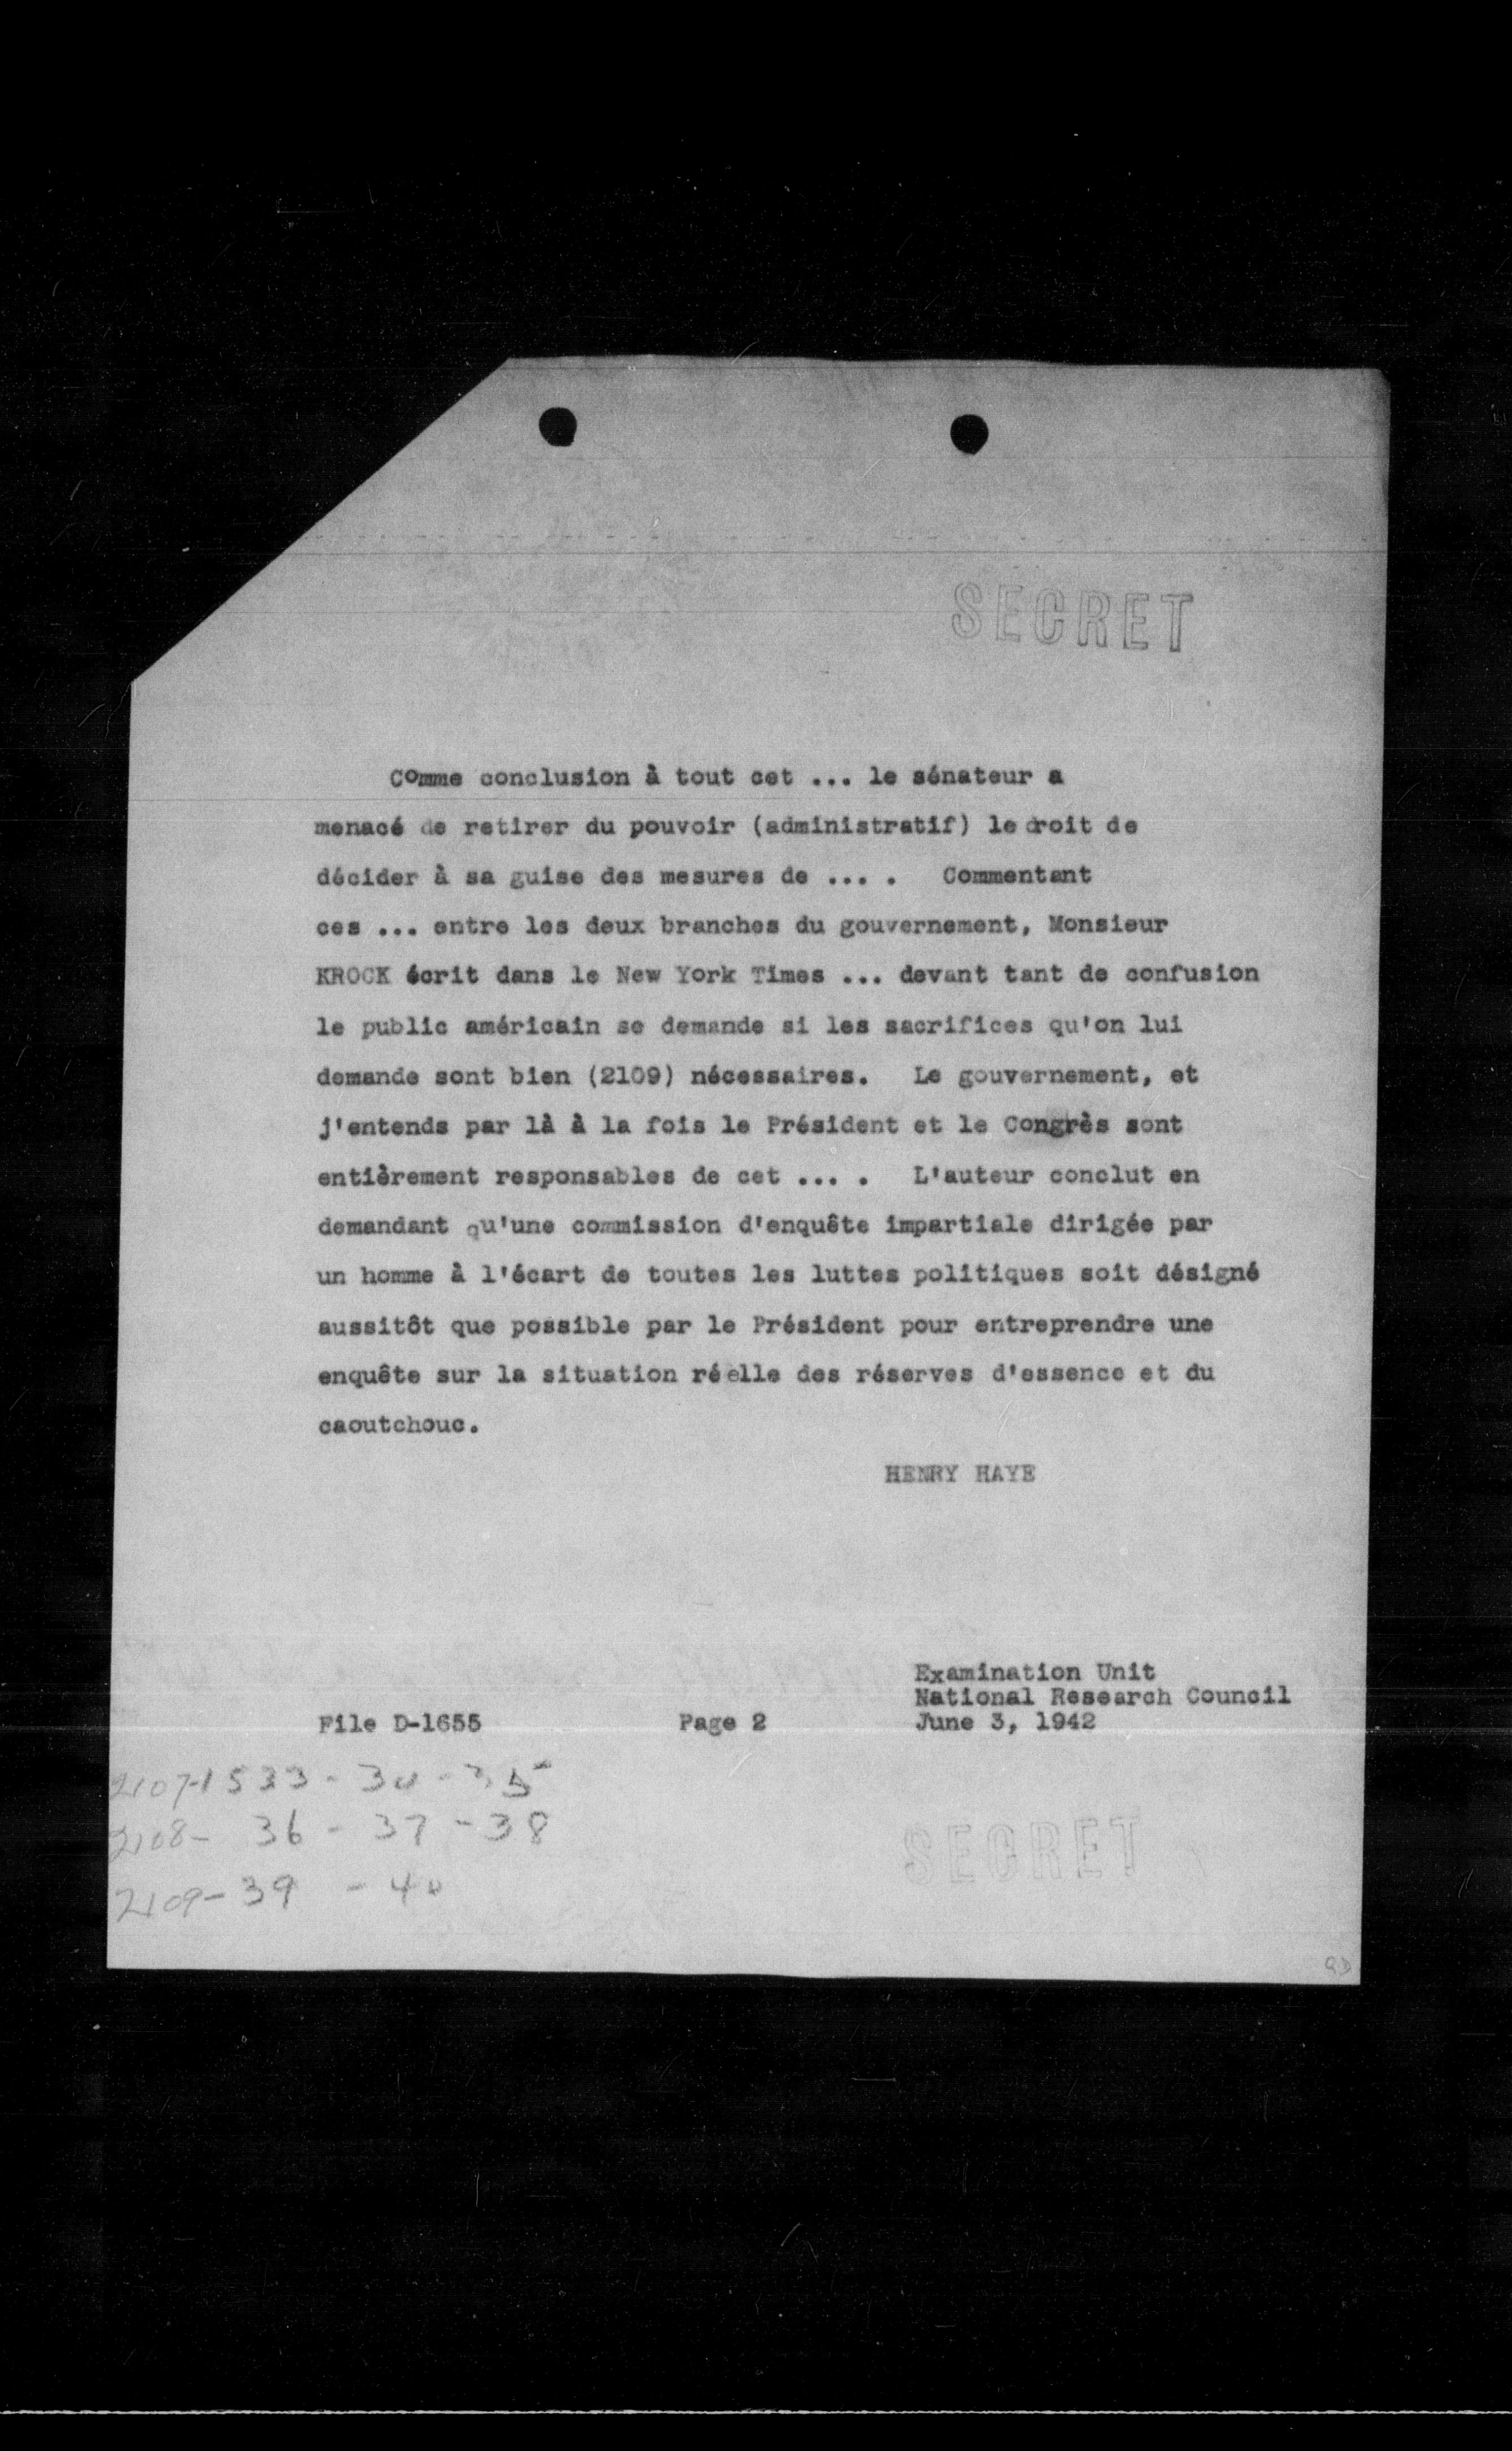 SECRET
Comme conclusion à tout cet ... le sénateur a
menacé de retirer du pouvoir (administratif) le droit de
décider à sa guise des mesures de ... . Commentant
ces ... entre les deux branches du gouvernement, Monsieur
KROCK écrit dans le New York Times ... devant tant de confusion
le public américain se demande si les sacrifices qu'on lui
demande sont bien (2109) nécessaires. Le gouvernement, et
j'entends par là à la fois le Président et le Congrès sont
entièrement responsables de cet ... . L'auteur conclut en
demandant qu'une commission d'enquête impartiale dirigée par
un homme à l'écart de toutes les luttes politiques soit désigné
aussitôt que possible par le Président pour entreprendre une
enquête sur la situation réelle des réserves d'essence et du
caoutchouc.
HENRY HAYE
Examination Unit
National Research Council
File D-1655 Page 2 June 3, 1942
2107-1533 - 34 - 35
2108- 36 - 37 - 38
2109-39 - 40
SECRET